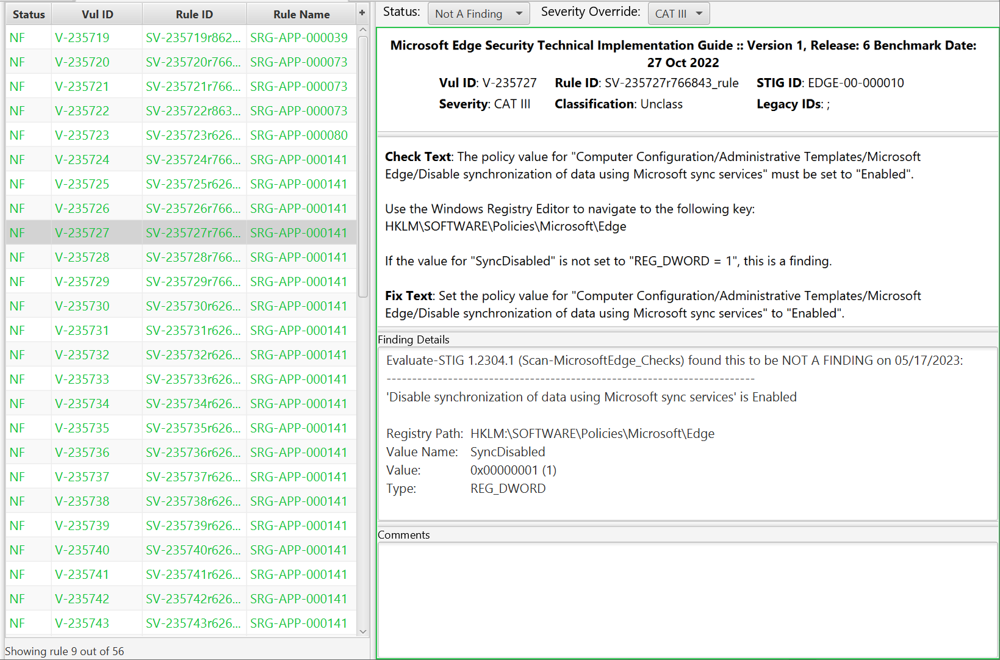 Status Vul ID Rule ID Rule Name +
NF V-235719 SV-235719r862... SRG-APP-000039
NF V-235720 SV-235720r766... SRG-APP-000073
NF V-235721 SV-235721r766... SRG-APP-000073
NF V-235722 SV-235722r863... SRG-APP-000073
NF V-235723 SV-235723r626... SRG-APP-000080
NF V-235724 SV-235724r766... SRG-APP-000141
NF V-235725 SV-235725r626... SRG-APP-000141
NF V-235726 SV-235726r766... SRG-APP-000141
NF V-235727 SV-235727r766... SRG-APP-000141
NF V-235728 SV-235728r766... SRG-APP-000141
NF V-235729 SV-235729r766... SRG-APP-000141
NF V-235730 SV-235730r626... SRG-APP-000141
NF V-235731 SV-235731r626... SRG-APP-000141
NF V-235732 SV-235732r626... SRG-APP-000141
NF V-235733 SV-235733r626... SRG-APP-000141
NF V-235734 SV-235734r626... SRG-APP-000141
NF V-235735 SV-235735r626... SRG-APP-000141
NF V-235736 SV-235736r626... SRG-APP-000141
NF V-235737 SV-235737r626... SRG-APP-000141
NF V-235738 SV-235738r626... SRG-APP-000141
NF V-235739 SV-235739r626... SRG-APP-000141
NF V-235740 SV-235740r626... SRG-APP-000141
NF V-235741 SV-235741r626... SRG-APP-000141
NF V-235742 SV-235742r626... SRG-APP-000141
NF V-235743 SV-235743r626... SRG-APP-000141
Showing rule 9 out of 56
Status: Not A Finding Severity Override: CAT III
Microsoft Edge Security Technical Implementation Guide :: Version 1, Release: 6 Benchmark Date:
27 Oct 2022
Vul ID: V-235727 Rule ID: SV-235727r766843_rule STIG ID: EDGE-00-000010
Severity: CAT III Classification: Unclass Legacy IDs: ;
Check Text: The policy value for "Computer Configuration/Administrative Templates/Microsoft
Edge/Disable synchronization of data using Microsoft sync services" must be set to "Enabled".
Use the Windows Registry Editor to navigate to the following key:
HKLM\SOFTWARE\Policies\Microsoft\Edge
If the value for "SyncDisabled" is not set to "REG_DWORD = 1", this is a finding.
Fix Text: Set the policy value for "Computer Configuration/Administrative Templates/Microsoft
Edge/Disable synchronization of data using Microsoft sync services" to "Enabled".
Finding Details
Evaluate-STIG 1.2304.1 (Scan-MicrosoftEdge_Checks) found this to be NOT A FINDING on 05/17/2023:
------------------------------------------------------------------------
'Disable synchronization of data using Microsoft sync services' is Enabled
Registry Path: HKLM:\SOFTWARE\Policies\Microsoft\Edge
Value Name: SyncDisabled
Value: 0x00000001 (1)
Type: REG_DWORD
Comments